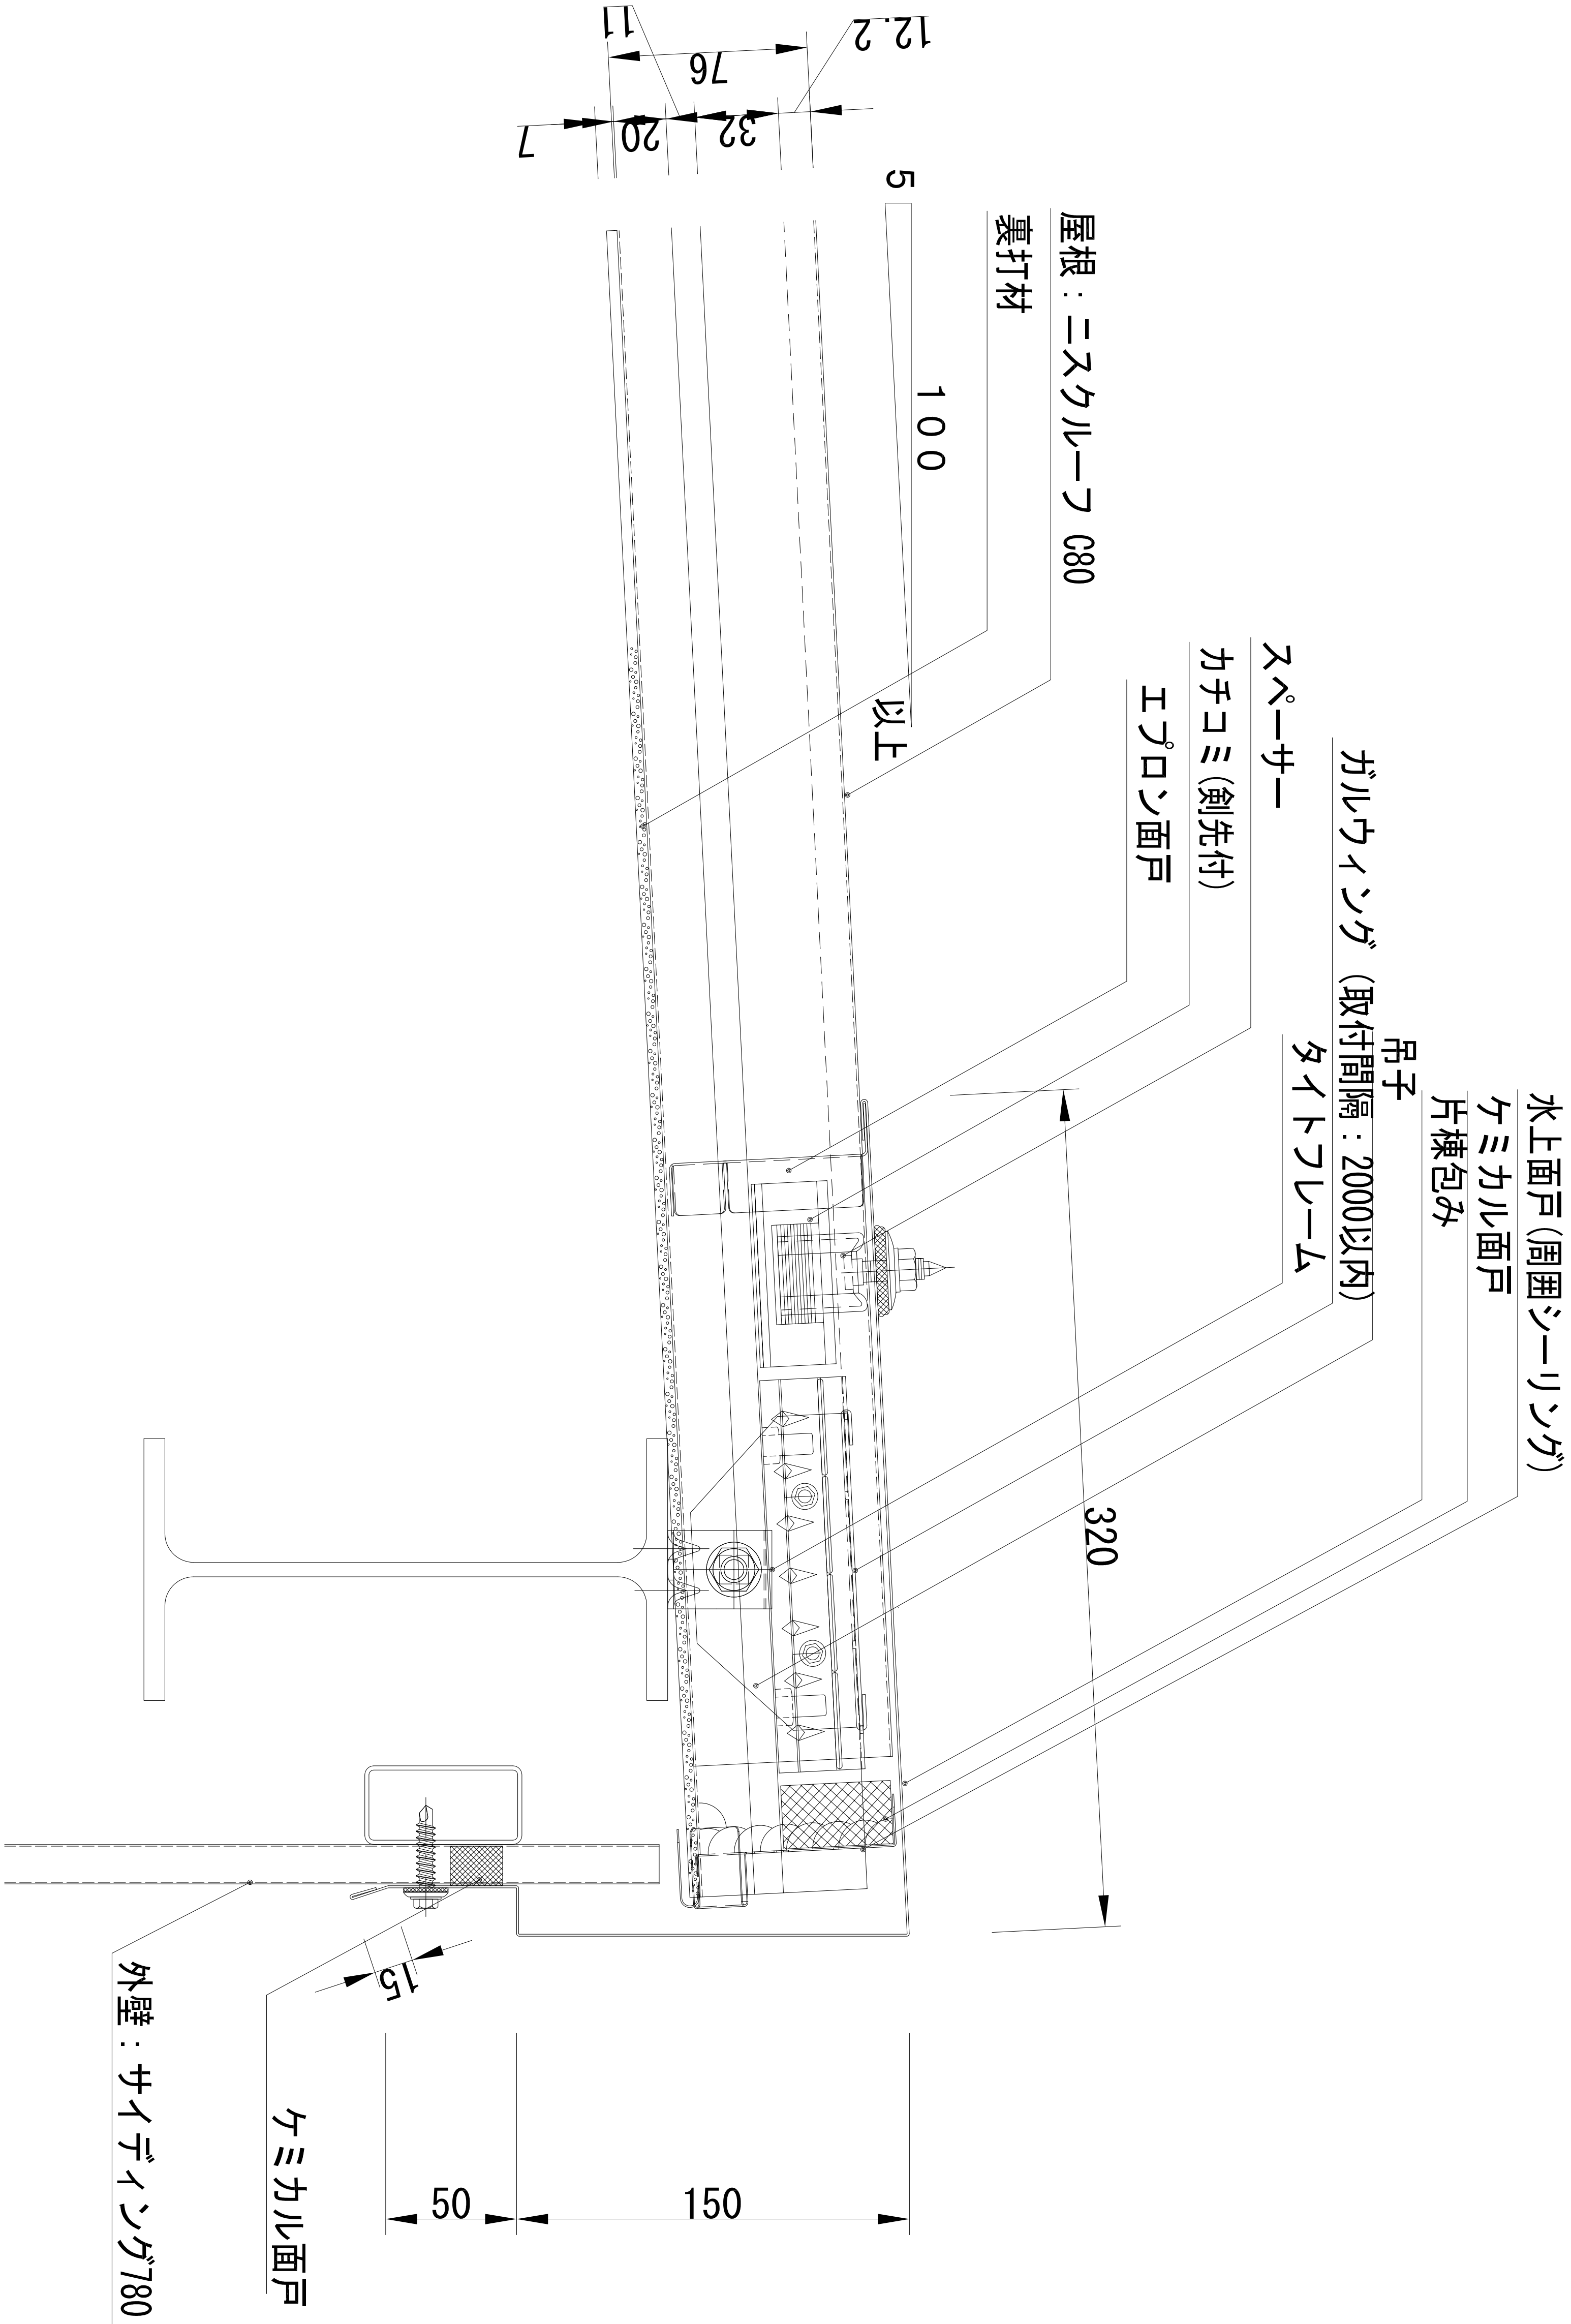 水上面戸(周囲シーリング)
ケミカル面戸
片棟包み
吊子
ガルウィング (取付間隔：2000以内)
タイトフレーム
スペーサー
カチコミ(剣先付)
エプロン面戸
屋根：ニスクルーフ C80
裏打材
100
5
以上
12.2
76
11
32
20
7
320
15
150
50
ケミカル面戸
外壁：サイディング780